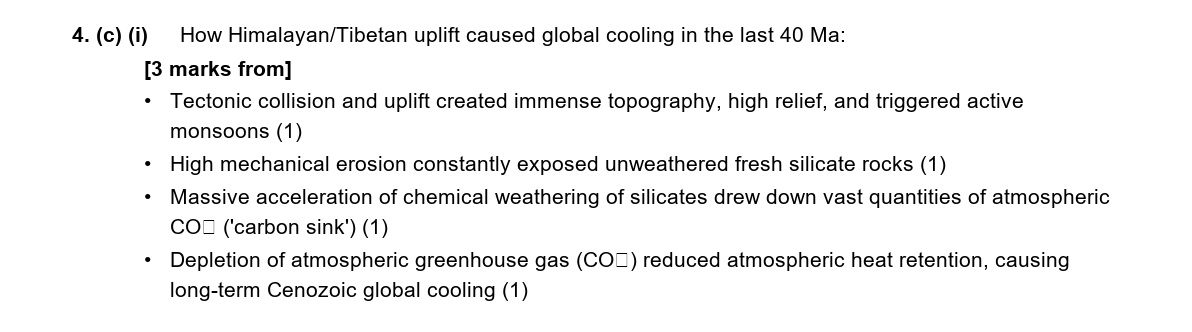 4. (c) (i) How Himalayan/Tibetan uplift caused global cooling in the last 40 Ma:
[3 marks from]
• Tectonic collision and uplift created immense topography, high relief, and triggered active
monsoons (1)
• High mechanical erosion constantly exposed unweathered fresh silicate rocks (1)
• Massive acceleration of chemical weathering of silicates drew down vast quantities of atmospheric
CO□ ('carbon sink') (1)
• Depletion of atmospheric greenhouse gas (CO□) reduced atmospheric heat retention, causing
long-term Cenozoic global cooling (1)